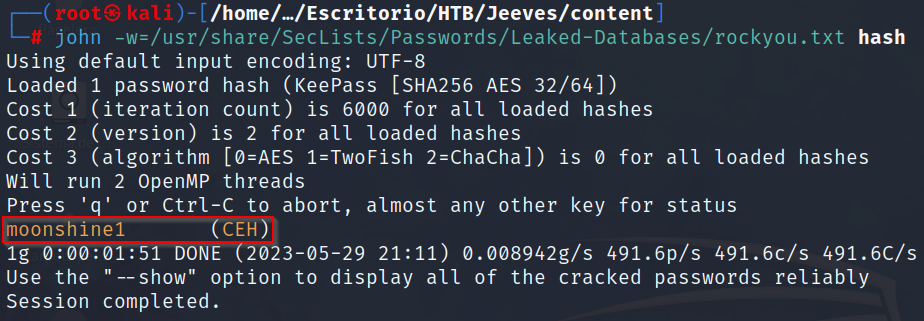 ┌──(root㉿kali)-[/home/…/Escritorio/HTB/Jeeves/content]
└─# john -w=/usr/share/SecLists/Passwords/Leaked-Databases/rockyou.txt hash
Using default input encoding: UTF-8
Loaded 1 password hash (KeePass [SHA256 AES 32/64])
Cost 1 (iteration count) is 6000 for all loaded hashes
Cost 2 (version) is 2 for all loaded hashes
Cost 3 (algorithm [0=AES 1=TwoFish 2=ChaCha]) is 0 for all loaded hashes
Will run 2 OpenMP threads
Press 'q' or Ctrl-C to abort, almost any other key for status
moonshine1       (CEH)
1g 0:00:01:51 DONE (2023-05-29 21:11) 0.008942g/s 491.6p/s 491.6c/s 491.6C/s
Use the "--show" option to display all of the cracked passwords reliably
Session completed.